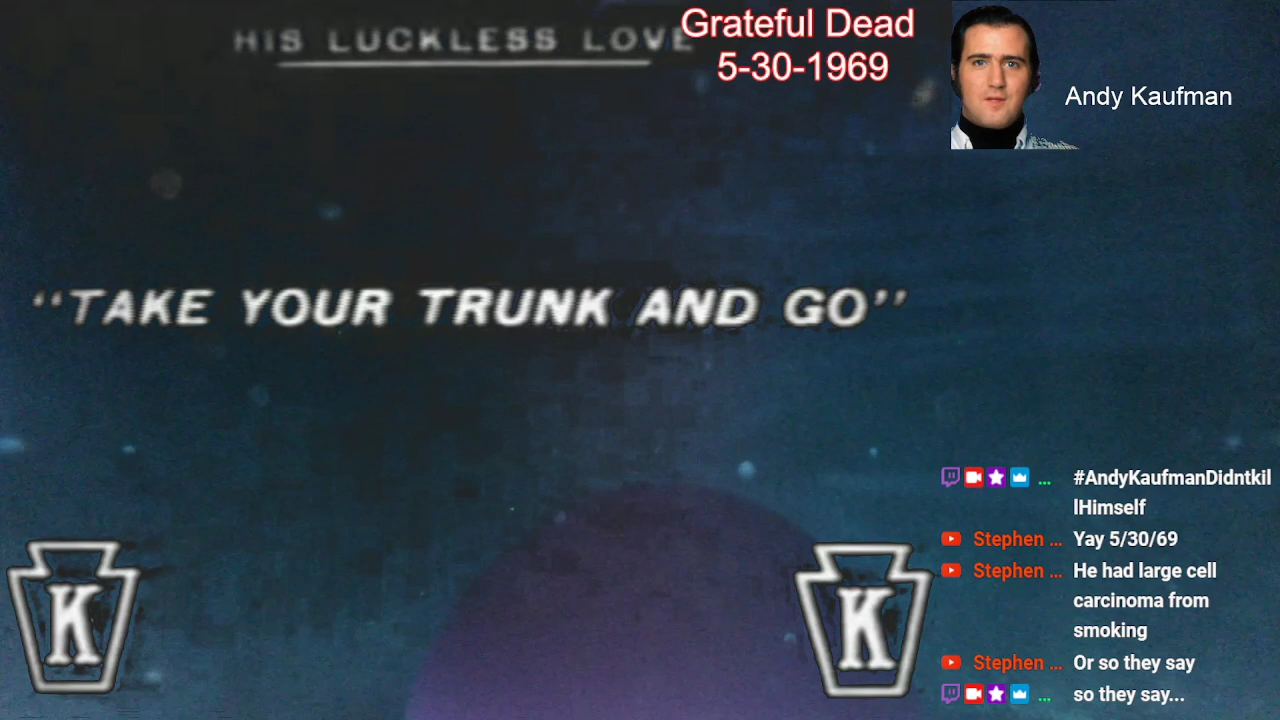 HIS LUCKLESS LOVE
Grateful Dead
5-30-1969
Andy Kaufman
“TAKE YOUR TRUNK AND GO”
K
K
... #AndyKaufmanDidntkil
lHimself
Stephen ... Yay 5/30/69
Stephen ... He had large cell
carcinoma from
smoking
Stephen ... Or so they say
... so they say...